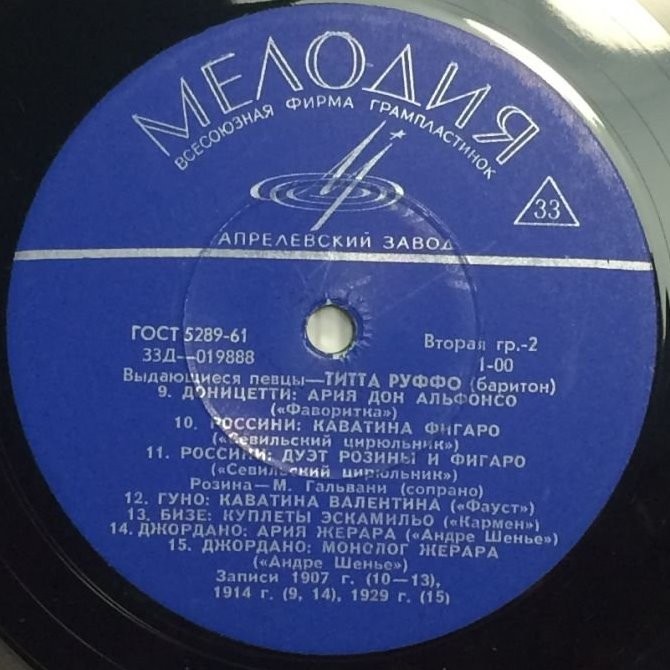 МЕЛОДИЯ
ВСЕСОЮЗНАЯ ФИРМА ГРАМПЛАСТИНОК
33
АПРЕЛЕВСКИЙ ЗАВОД
ГОСТ 5289-61
Вторая гр.-2
33Д—019888
1-00
Выдающиеся певцы—ТИТТА РУФФО (баритон)
9. ДОНИЦЕТТИ: АРИЯ ДОН АЛЬФОНСО
(«Фаворитка»)
10. РОССИНИ: КАВАТИНА ФИГАРО
(«Севильский цирюльник»)
11. РОССИНИ: ДУЭТ РОЗИНЫ И ФИГАРО
(«Севильский цирюльник»)
Розина—М. Гальвани (сопрано)
12. ГУНО: КАВАТИНА ВАЛЕНТИНА («Фауст»)
13. БИЗЕ: КУПЛЕТЫ ЭСКАМИЛЬО («Кармен»)
14. ДЖОРДАНО: АРИЯ ЖЕРАРА («Андре Шенье»)
15. ДЖОРДАНО: МОНОЛОГ ЖЕРАРА
(«Андре Шенье»)
Записи 1907 г. (10—13),
1914 г. (9, 14), 1929 г. (15)